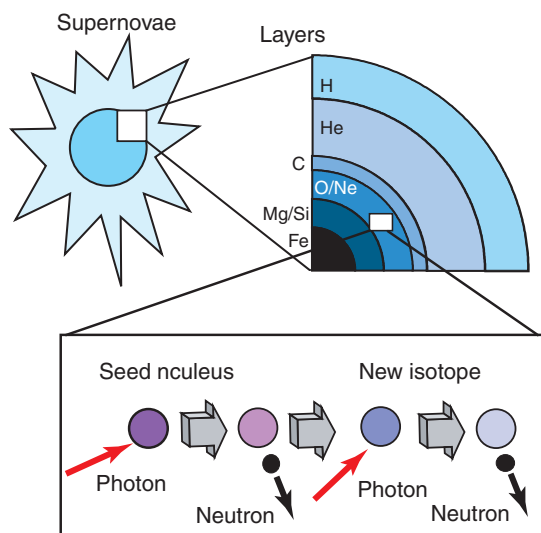 Supernovae
Layers
H
He
C
O/Ne
Mg/Si
Fe
Seed nculeus
New isotope
Photon
Neutron
Photon
Neutron